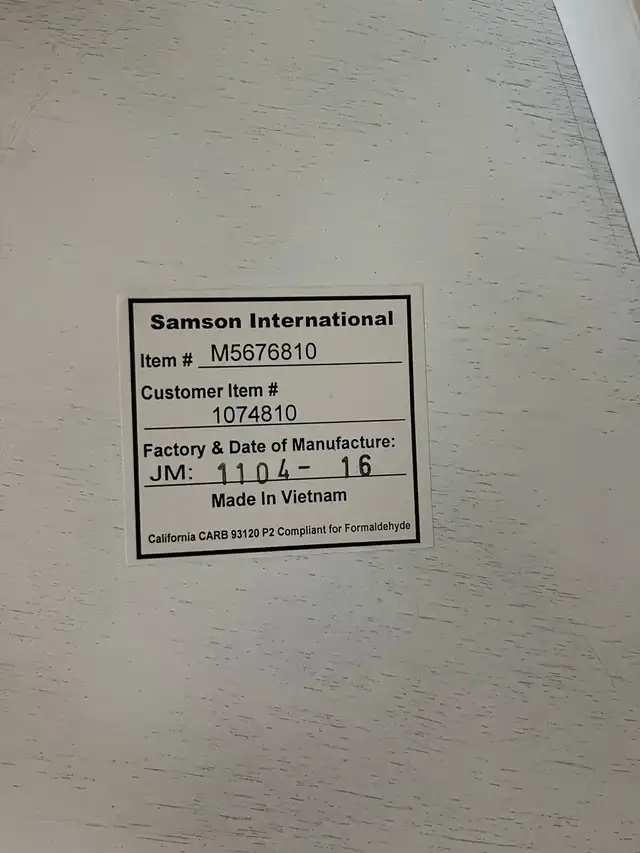 Samson International
Item # M5676810
Customer Item #
1074810
Factory & Date of Manufacture:
JM: 1104- 16
Made In Vietnam
California CARB 93120 P2 Compliant for Formaldehyde